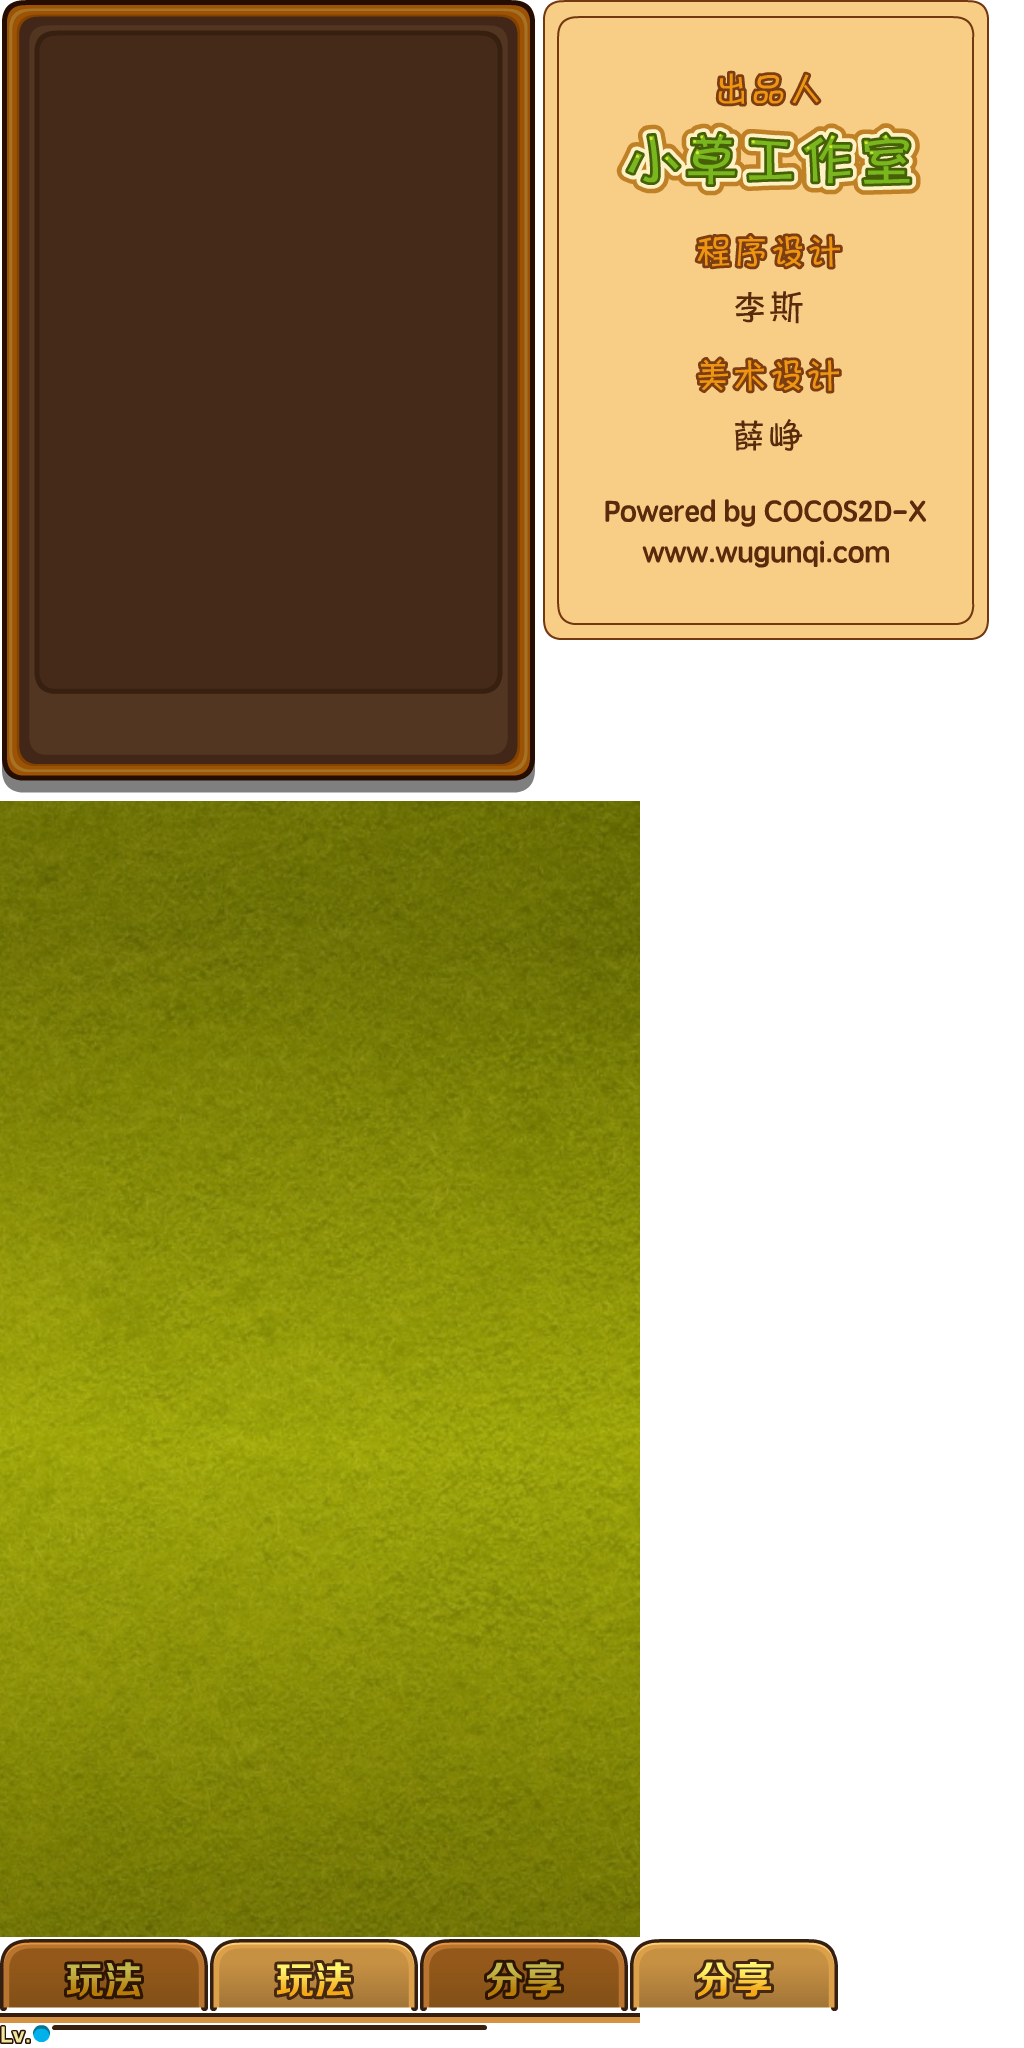 出品人
小草工作室
程序设计
李斯
美术设计
薛峥
Powered by COCOS2D-X
www.wugunqi.com
玩法
玩法
分享
分享
Lv.